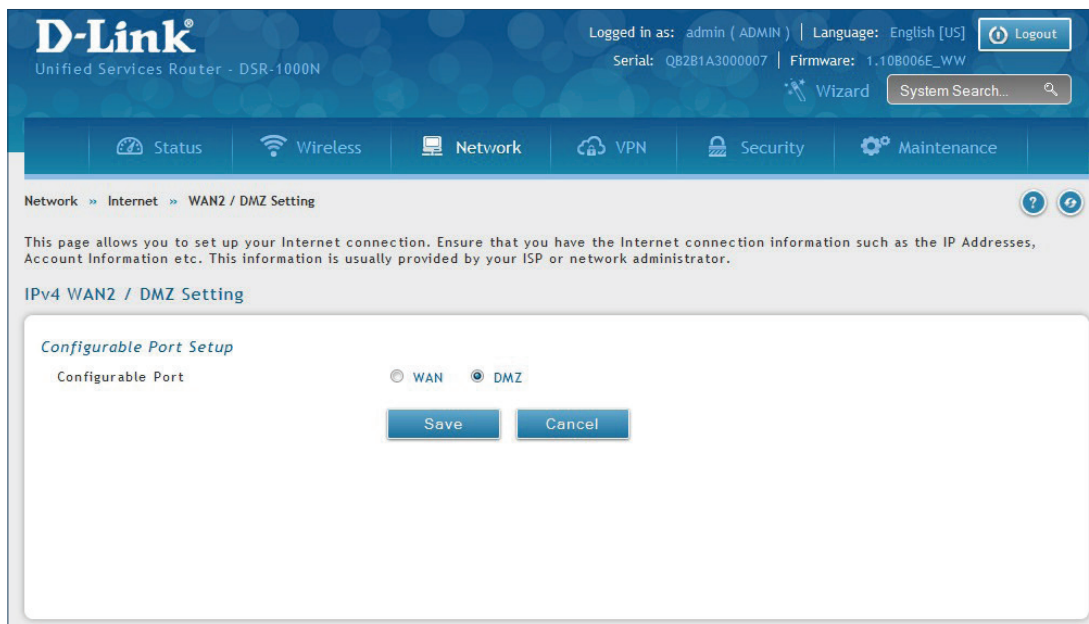 D-Link®
Unified Services Router - DSR-1000N
Logged in as: admin ( ADMIN ) | Language: English [US]
Logout
Serial: QB2B1A3000007 | Firmware: 1.10B006E_WW
Wizard
System Search...
Status
Wireless
Network
VPN
Security
Maintenance
Network » Internet » WAN2 / DMZ Setting
?
This page allows you to set up your Internet connection. Ensure that you have the Internet connection information such as the IP Addresses,
Account Information etc. This information is usually provided by your ISP or network administrator.
IPv4 WAN2 / DMZ Setting
Configurable Port Setup
Configurable Port WAN DMZ
Save Cancel